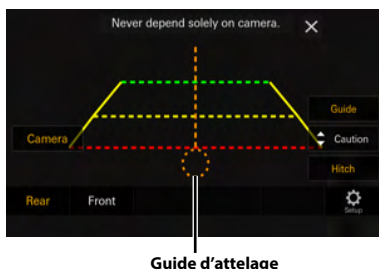 Never depend solely on camera.
Guide
Camera
Caution
Hitch
Rear Front
Setup
Guide d'attelage